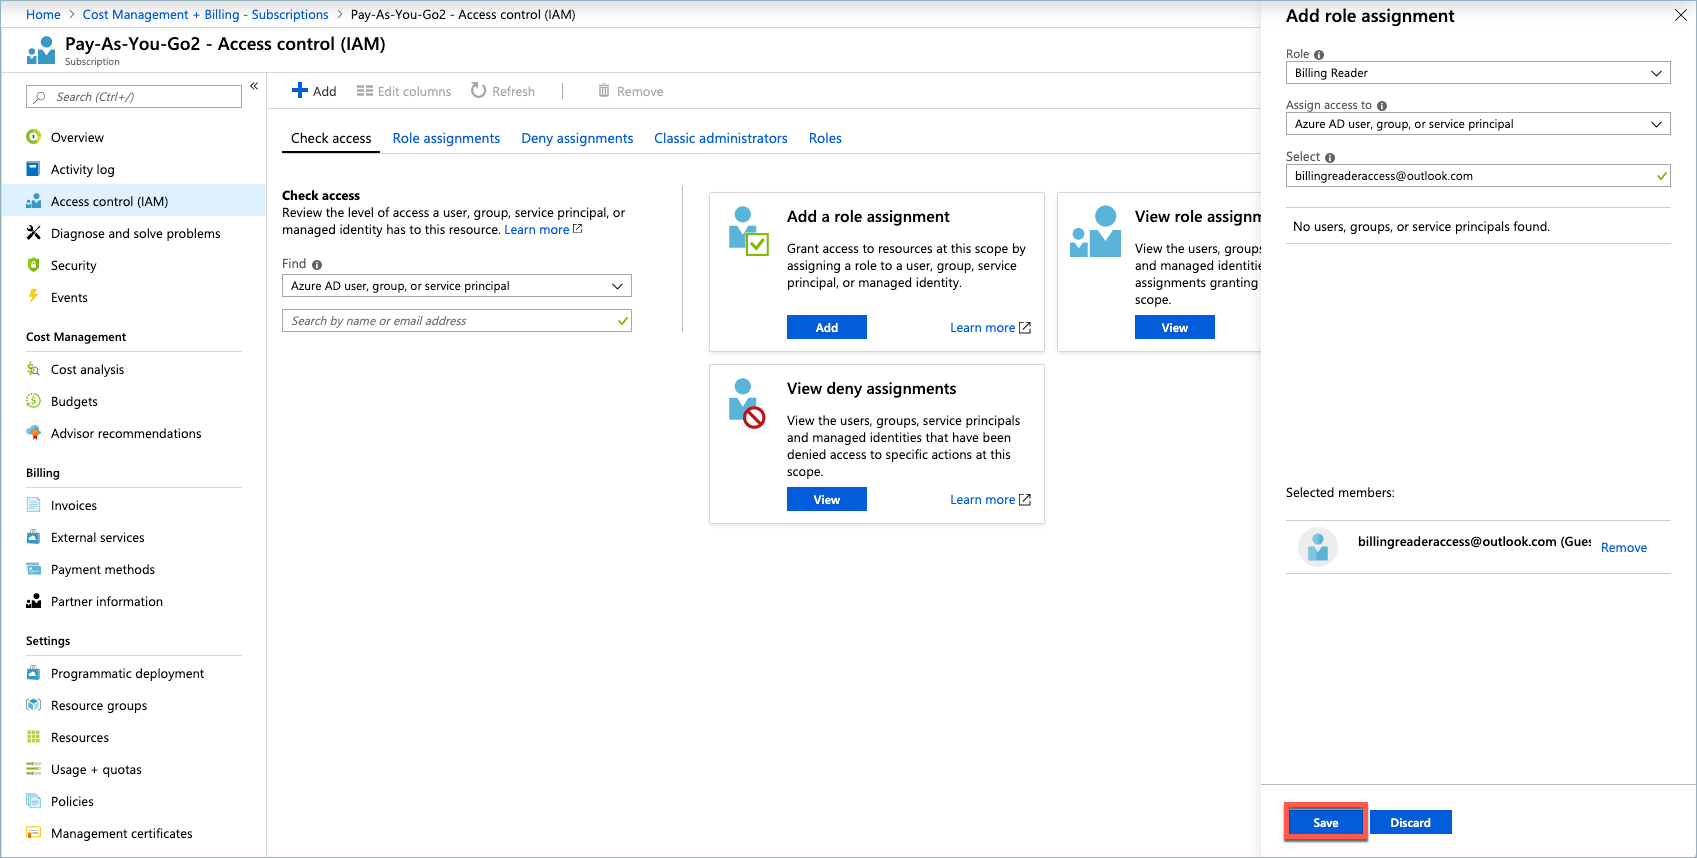 Home > Cost Management + Billing - Subscriptions > Pay-As-You-Go2 - Access control (IAM)
Pay-As-You-Go2 - Access control (IAM)
Subscription
Search (Ctrl+/)
«
Overview
Activity log
Access control (IAM)
Diagnose and solve problems
Security
Events
Cost Management
Cost analysis
Budgets
Advisor recommendations
Billing
Invoices
External services
Payment methods
Partner information
Settings
Programmatic deployment
Resource groups
Resources
Usage + quotas
Policies
Management certificates
Add Edit columns Refresh | Remove
Check access Role assignments Deny assignments Classic administrators Roles
Check access
Review the level of access a user, group, service principal, or
managed identity has to this resource. Learn more
Find
Azure AD user, group, or service principal
Search by name or email address
Add a role assignment
Grant access to resources at this scope by
assigning a role to a user, group, service
principal, or managed identity.
Add Learn more
View role assignm
View the users, groups
and managed identitie
assignments granting
scope.
View
View deny assignments
View the users, groups, service principals
and managed identities that have been
denied access to specific actions at this
scope.
View Learn more
Add role assignment
Role
Billing Reader
Assign access to
Azure AD user, group, or service principal
Select
billingreaderaccess@outlook.com
No users, groups, or service principals found.
Selected members:
billingreaderaccess@outlook.com (Gues
Remove
Save Discard